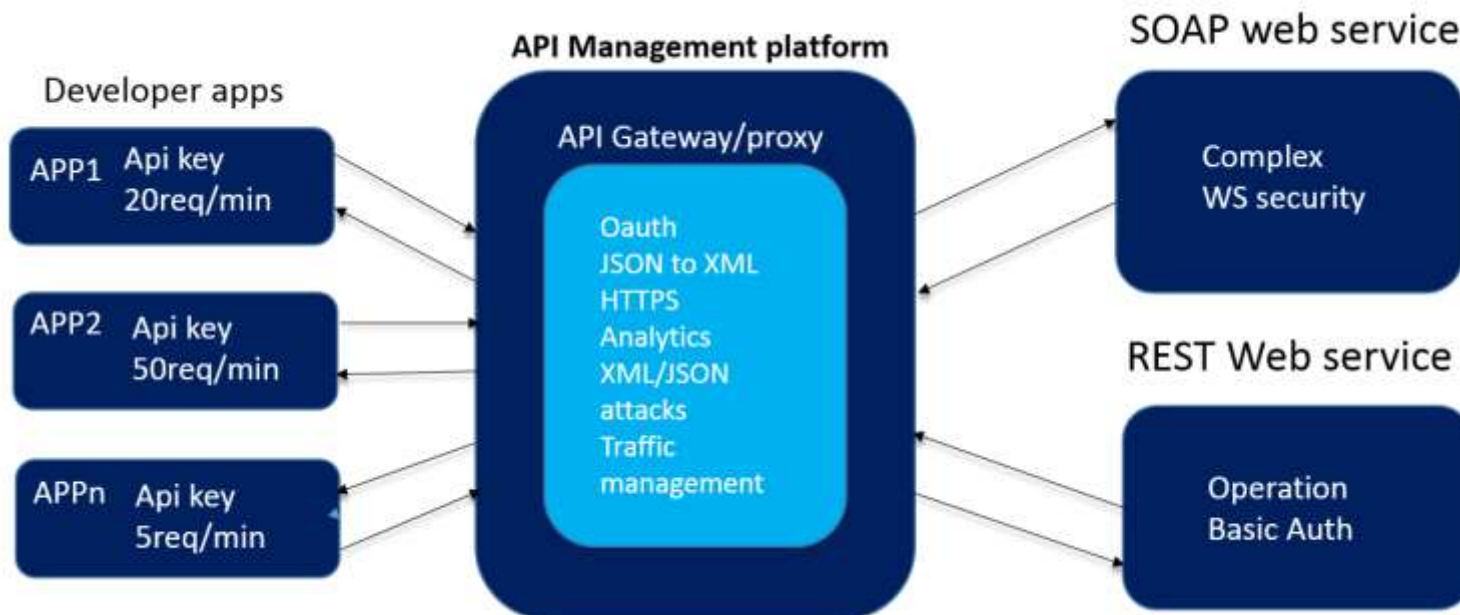 API Management platform
SOAP web service
Developer apps
APP1
Api key
20req/min
APP2
Api key
50req/min
APPn
Api key
5req/min
API Gateway/proxy
Oauth
JSON to XML
HTTPS
Analytics
XML/JSON
attacks
Traffic
management
Complex
WS security
REST Web service
Operation
Basic Auth